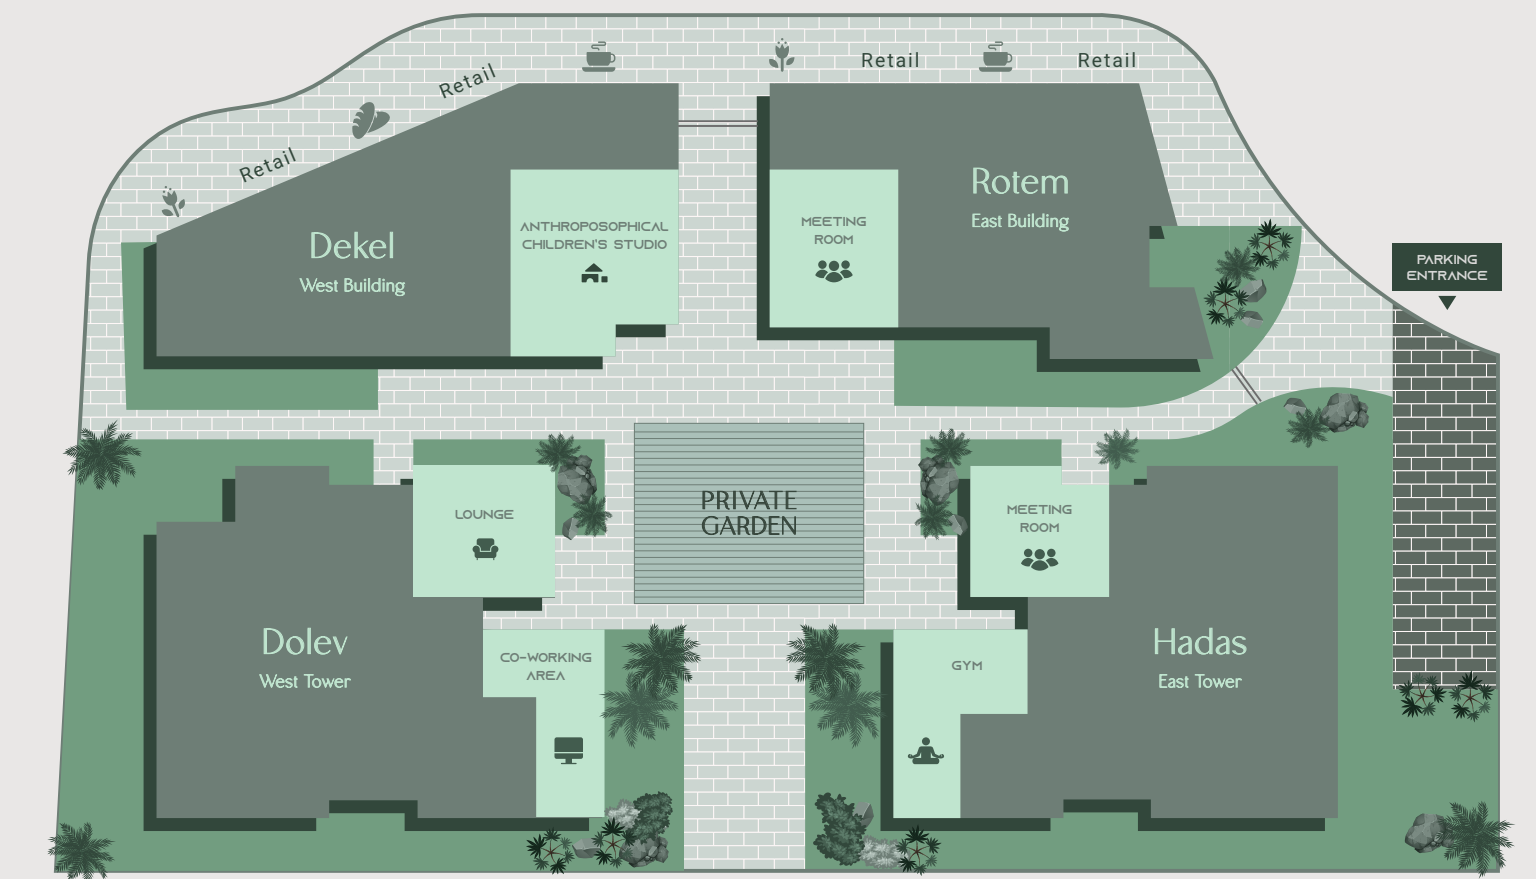 Retail
Retail
Retail
Retail
Dekel
West Building
ANTHROPOSOPHICAL
CHILDREN'S STUDIO
MEETING
ROOM
Rotem
East Building
PARKING
ENTRANCE
LOUNGE
PRIVATE
GARDEN
MEETING
ROOM
Dolev
West Tower
CO-WORKING
AREA
GYM
Hadas
East Tower